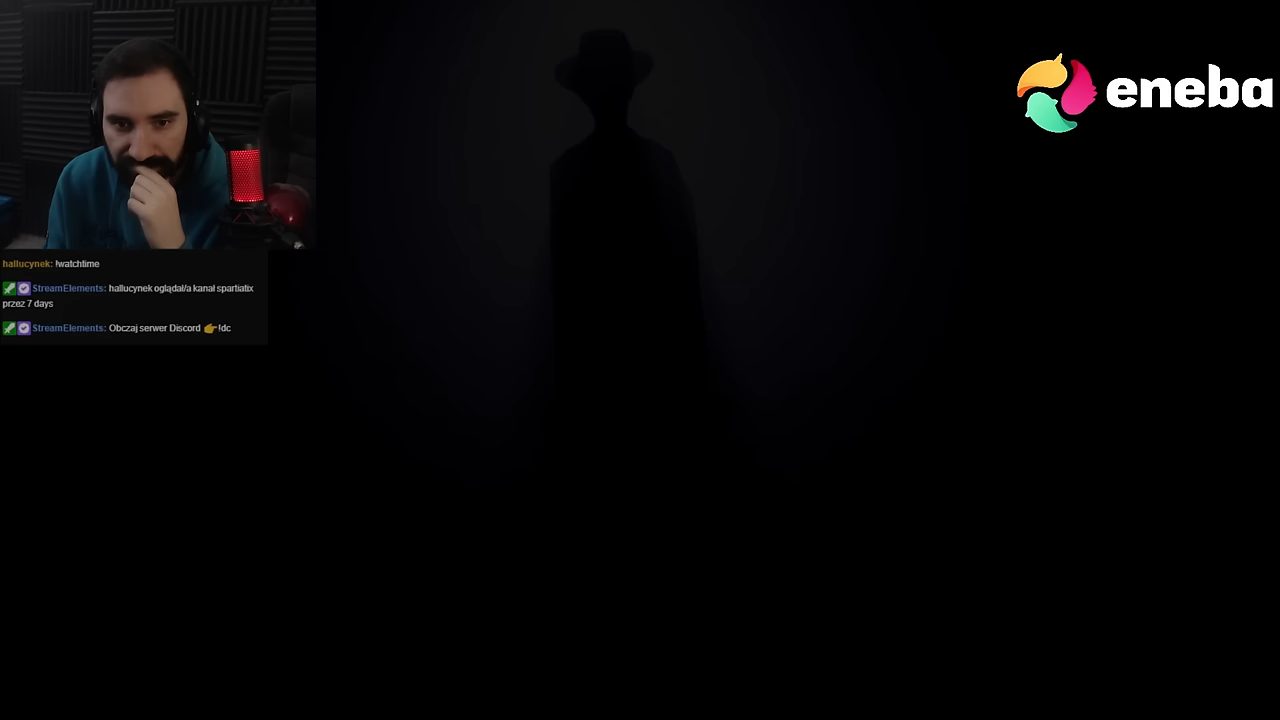 eneba
hallucynek: !watchtime
StreamElements: hallucynek oglądał/a kanał spartiatix
przez 7 days
StreamElements: Obczaj serwer Discord 👉 !dc